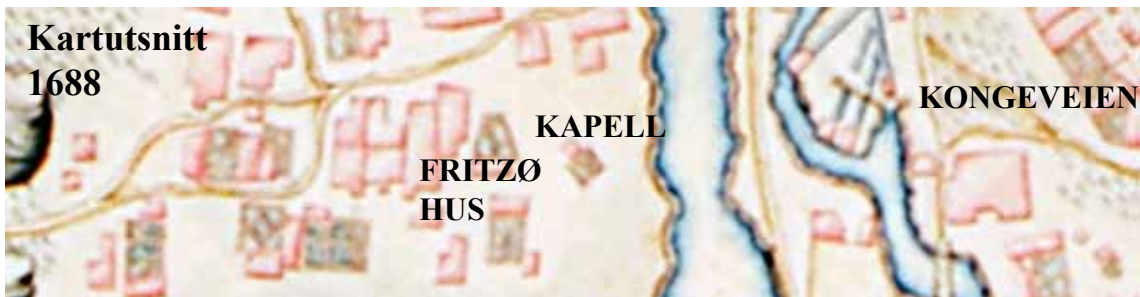 Kartutsnitt
1688
KONGEVEIEN
KAPELL
FRITZØ
HUS